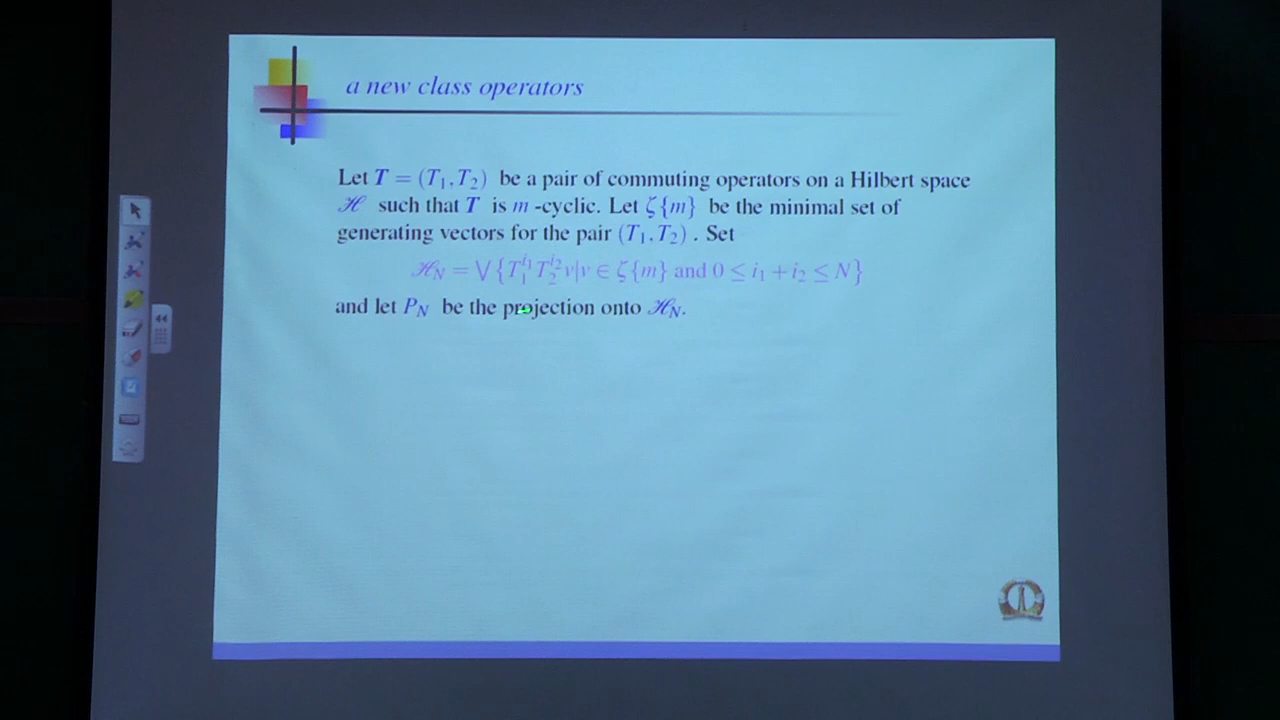 a new class operators
Let T = (T₁, T₂) be a pair of commuting operators on a Hilbert space
ℋ such that T is m -cyclic. Let ζ{m} be the minimal set of
generating vectors for the pair (T₁, T₂) . Set
ℋ_N = ⋁{T₁^{i₁} T₂^{i₂} v|v ∈ ζ{m} and 0 ≤ i₁ + i₂ ≤ N}
and let P_N be the projection onto ℋ_N.